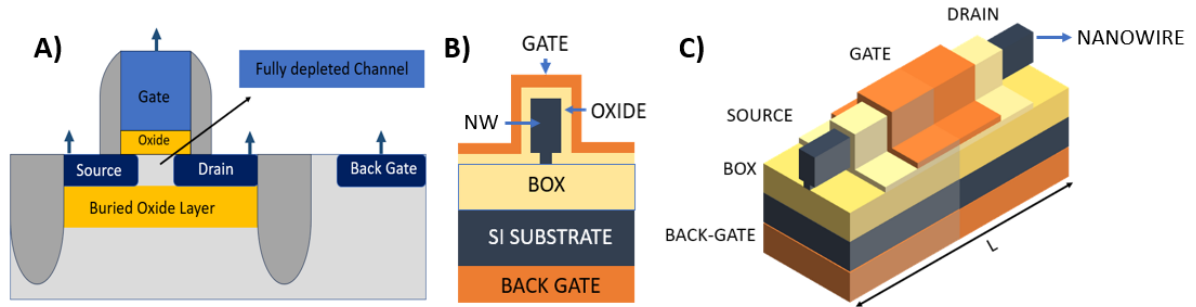 A)
Fully depleted Channel
Gate
Oxide
Source
Drain
Back Gate
Buried Oxide Layer
B)
GATE
OXIDE
NW
BOX
SI SUBSTRATE
BACK GATE
C)
DRAIN
NANOWIRE
GATE
SOURCE
BOX
BACK-GATE
L